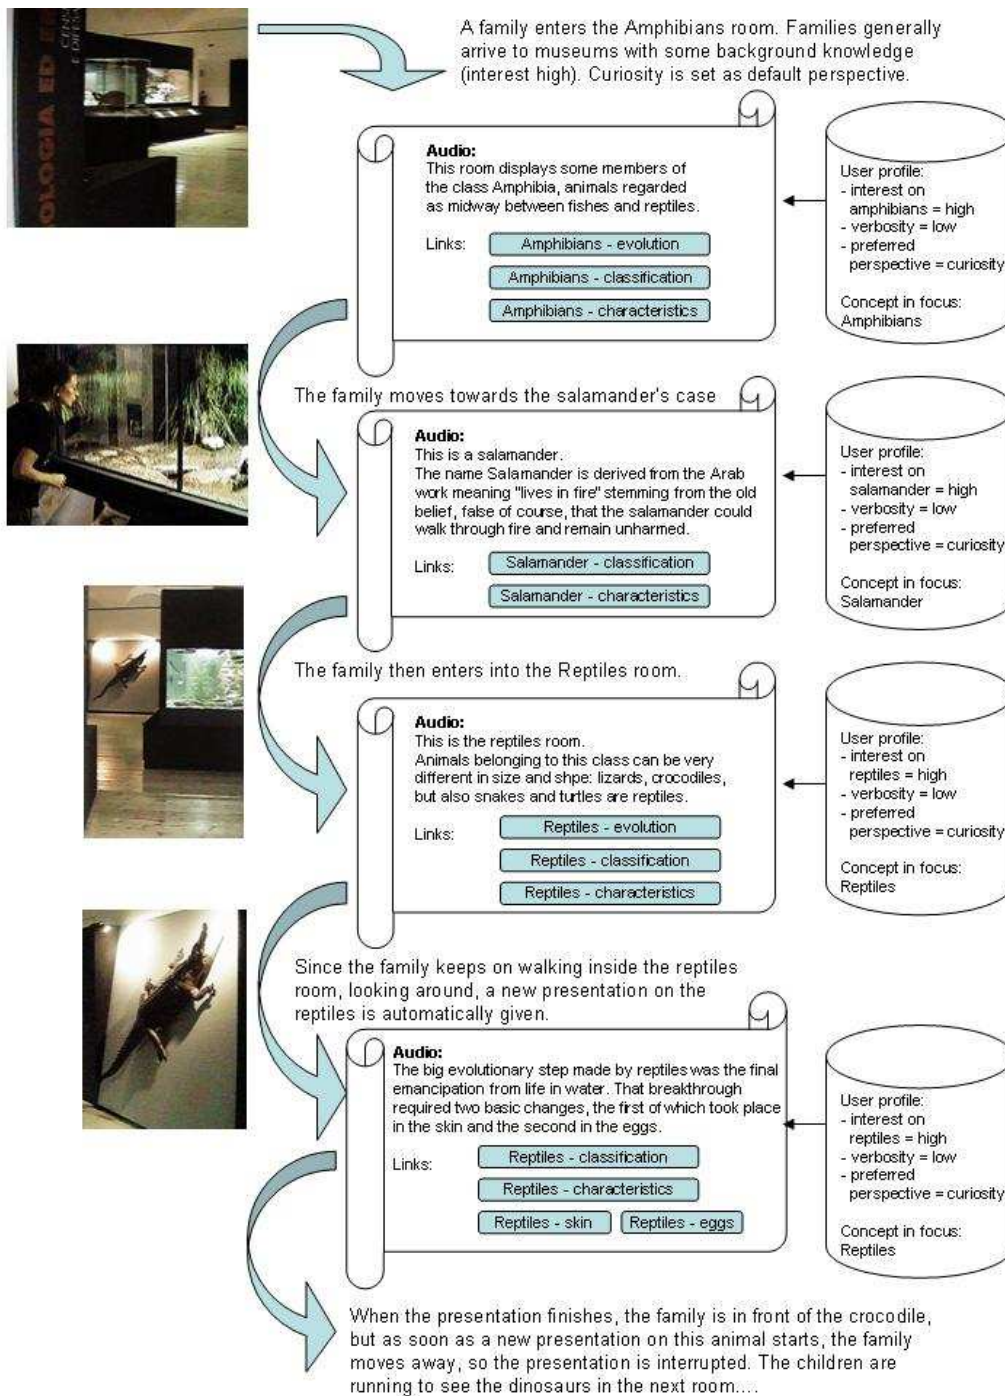 OLOGIA ED E
CENS
E DIFFUS
A family enters the Amphibians room. Families generally
arrive to museums with some background knowledge
(interest high). Curiosity is set as default perspective.
Audio:
This room displays some members of
the class Amphibia, animals regarded
as midway between fishes and reptiles.
Links:
Amphibians - evolution
Amphibians - classification
Amphibians - characteristics
User profile:
- interest on
amphibians = high
- verbosity = low
- preferred
perspective = curiosity
Concept in focus:
Amphibians
The family moves towards the salamander's case
Audio:
This is a salamander.
The name Salamander is derived from the Arab
work meaning "lives in fire" stemming from the old
belief, false of course, that the salamander could
walk through fire and remain unharmed.
Links:
Salamander - classification
Salamander - characteristics
User profile:
- interest on
salamander = high
- verbosity = low
- preferred
perspective = curiosity
Concept in focus:
Salamander
The family then enters into the Reptiles room.
Audio:
This is the reptiles room.
Animals belonging to this class can be very
different in size and shpe: lizards, crocodiles,
but also snakes and turtles are reptiles.
Links:
Reptiles - evolution
Reptiles - classification
Reptiles - characteristics
User profile:
- interest on
reptiles = high
- verbosity = low
- preferred
perspective = curiosity
Concept in focus:
Reptiles
Since the family keeps on walking inside the reptiles
room, looking around, a new presentation on the
reptiles is automatically given.
Audio:
The big evolutionary step made by reptiles was the final
emancipation from life in water. That breakthrough
required two basic changes, the first of which took place
in the skin and the second in the eggs.
Links:
Reptiles - classification
Reptiles - characteristics
Reptiles - skin
Reptiles - eggs
User profile:
- interest on
reptiles = high
- verbosity = low
- preferred
perspective = curiosity
Concept in focus:
Reptiles
When the presentation finishes, the family is in front of the crocodile,
but as soon as a new presentation on this animal starts, the family
moves away, so the presentation is interrupted. The children are
running to see the dinosaurs in the next room....